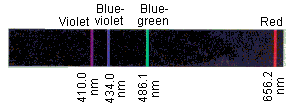 Violet
Blue-
violet
Blue-
green
Red
410.0
nm
434.0
nm
486.1
nm
656.2
nm